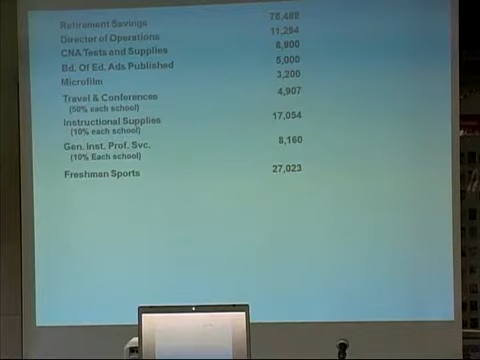 Retirement Savings 78,488
Director of Operations 11,294
CNA Tests and Supplies 6,900
Bd. Of Ed. Ads Published 5,000
Microfilm 3,200
Travel & Conferences 4,907
(50% each school)
Instructional Supplies 17,054
(10% each school)
Gen. Inst. Prof. Svc. 8,160
(10% Each school)
Freshman Sports 27,023